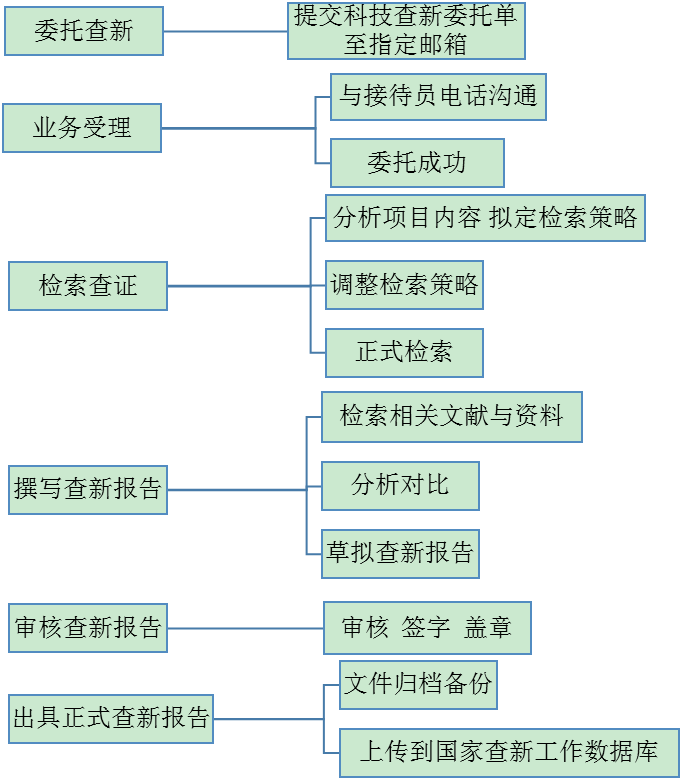 委托查新
提交科技查新委托单
至指定邮箱
业务受理
与接待员电话沟通
委托成功
检索查证
分析项目内容 拟定检索策略
调整检索策略
正式检索
撰写查新报告
检索相关文献与资料
分析对比
草拟查新报告
审核查新报告
审核 签字 盖章
出具正式查新报告
文件归档备份
上传到国家查新工作数据库